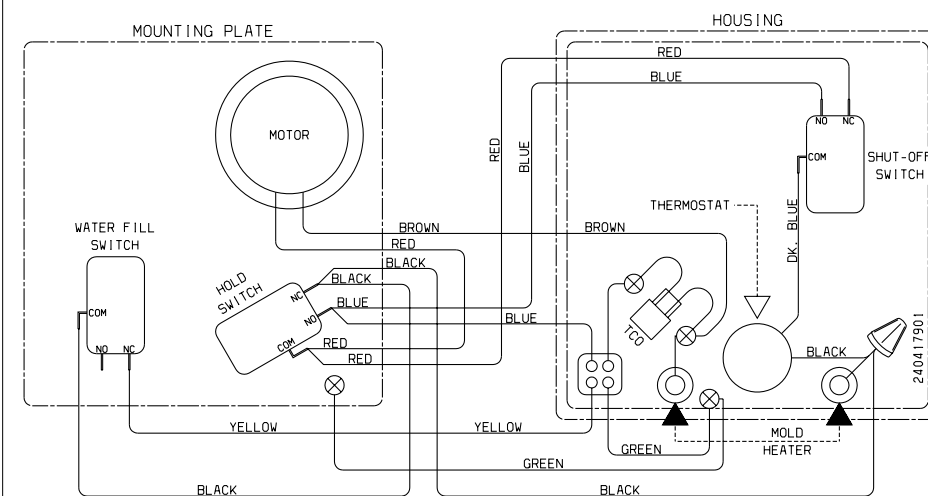 MOUNTING PLATE
HOUSING
RED
BLUE
MOTOR
RED
BLUE
NO
NC
COM
SHUT-OFF
SWITCH
DK. BLUE
THERMOSTAT
WATER FILL
SWITCH
BROWN
BROWN
RED
BLACK
BLACK
HOLD
SWITCH
NC
NO
COM
BLUE
BLUE
RED
RED
COM
NO
NC
TCO
BLACK
240417901
YELLOW
YELLOW
MOLD
HEATER
GREEN
GREEN
BLACK
BLACK